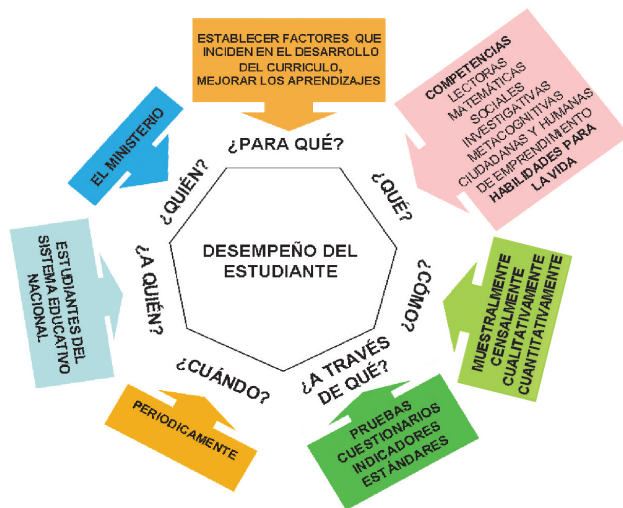 ESTABLECER FACTORES QUE
INCIDEN EN EL DESARROLLO
DEL CURRICULO,
MEJORAR LOS APRENDIZAJES
¿PARA QUÉ?
COMPETENCIAS
LECTORAS
MATEMÁTICAS
SOCIALES
INVESTIGATIVAS
METACOGNITIVAS
CIUDADANAS Y HUMANAS
DE EMPRENDIMIENTO
HABILIDADES PARA
LA VIDA
¿QUÉ?
MUESTRALMENTE
CENSALMENTE
CUALITATIVAMENTE
CUANTITATIVAMENTE
¿CÓMO?
PRUEBAS
CUESTIONARIOS
INDICADORES
ESTÁNDARES
¿A TRAVÉS
DE QUÉ?
PERIODICAMENTE
¿CUÁNDO?
ESTUDIANTES DEL
SISTEMA EDUCATIVO
NACIONAL
¿A QUIÉN?
EL MINISTERIO
¿QUIÉN?
DESEMPEÑO DEL
ESTUDIANTE